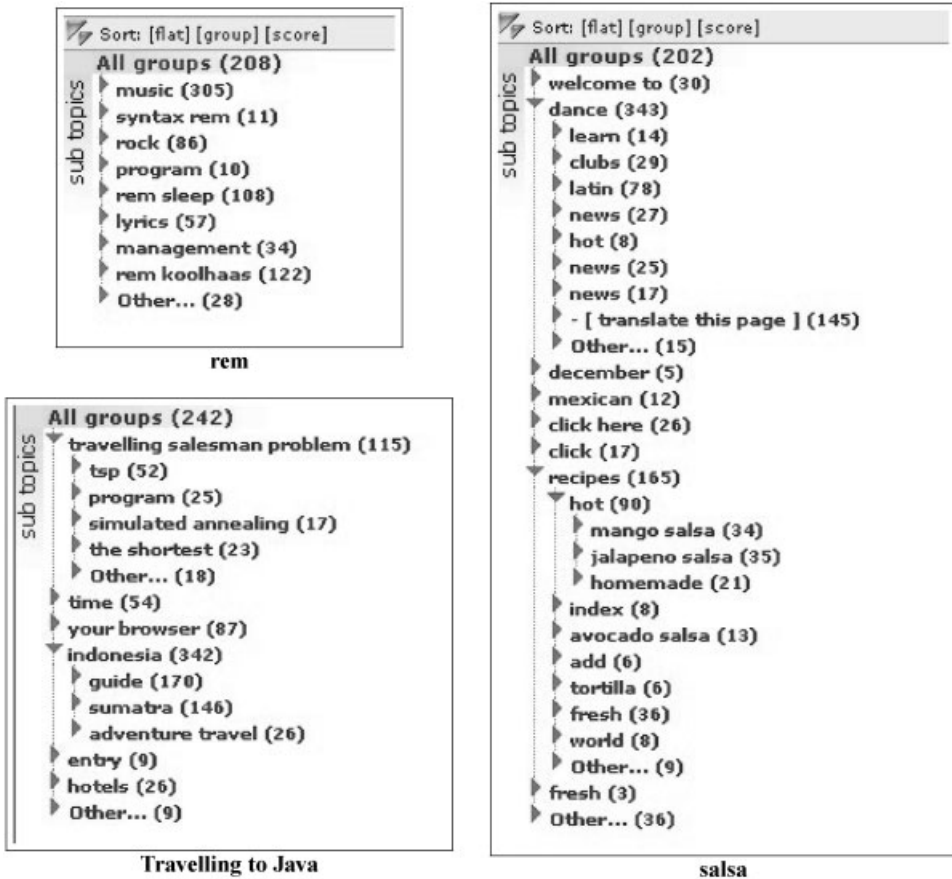 Sort: [flat] [group] [score]
All groups (208)
sub topics
music (305)
syntax rem (11)
rock (86)
program (10)
rem sleep (108)
lyrics (57)
management (34)
rem koolhaas (122)
Other... (28)
rem
All groups (242)
sub topics
travelling salesman problem (115)
tsp (52)
program (25)
simulated annealing (17)
the shortest (23)
Other... (18)
time (54)
your browser (87)
indonesia (342)
guide (170)
sumatra (146)
adventure travel (26)
entry (9)
hotels (26)
Other... (9)
Travelling to Java
Sort: [flat] [group] [score]
All groups (202)
sub topics
welcome to (30)
dance (343)
learn (14)
clubs (29)
latin (78)
news (27)
hot (8)
news (25)
news (17)
- [ translate this page ] (145)
Other... (15)
december (5)
mexican (12)
click here (26)
click (17)
recipes (165)
hot (90)
mango salsa (34)
jalapeno salsa (35)
homemade (21)
index (8)
avocado salsa (13)
add (6)
tortilla (6)
fresh (36)
world (8)
Other... (9)
fresh (3)
Other... (36)
salsa